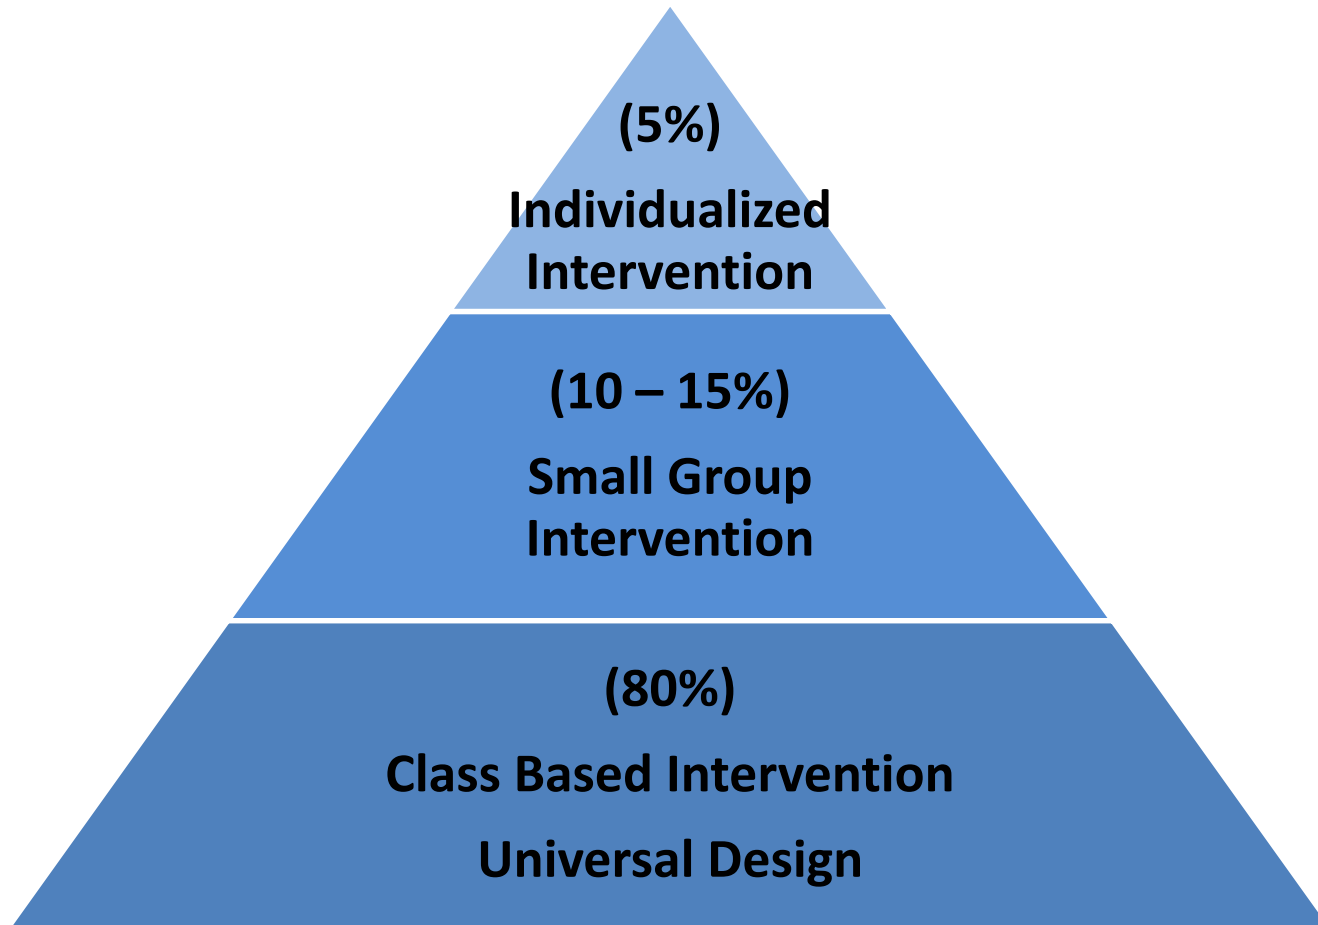 (5%)
Individualized
Intervention
(10 – 15%)
Small Group
Intervention
(80%)
Class Based Intervention
Universal Design